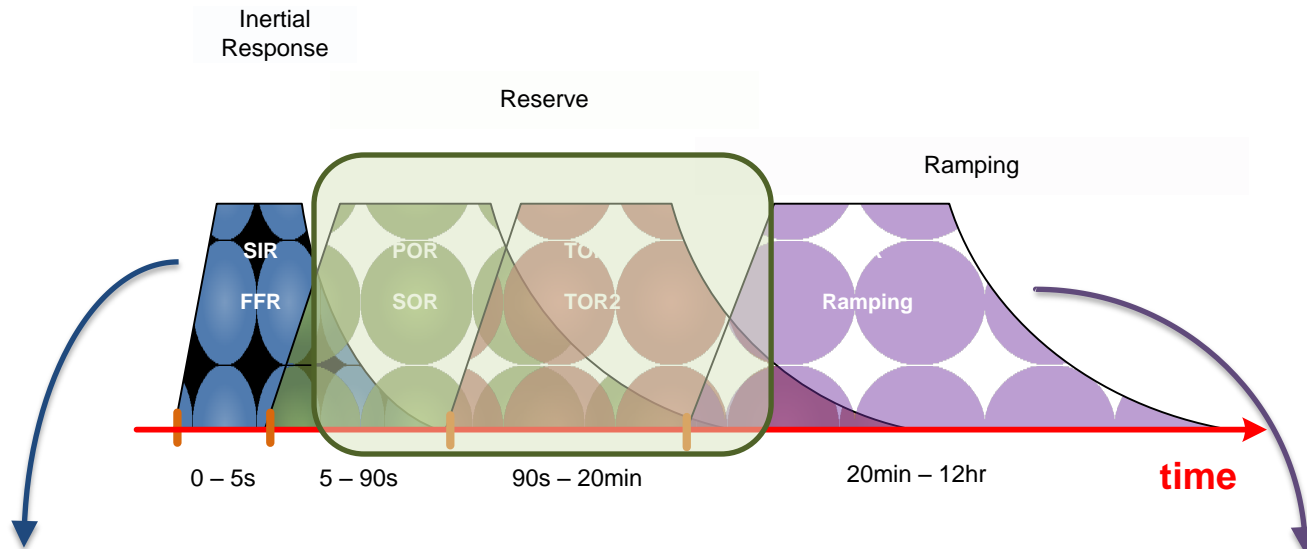 Inertial
Response
Reserve
Ramping
SIR
POR
FFR
SOR
TOR2
Ramping
0 – 5s
5 – 90s
90s – 20min
20min – 12hr
time